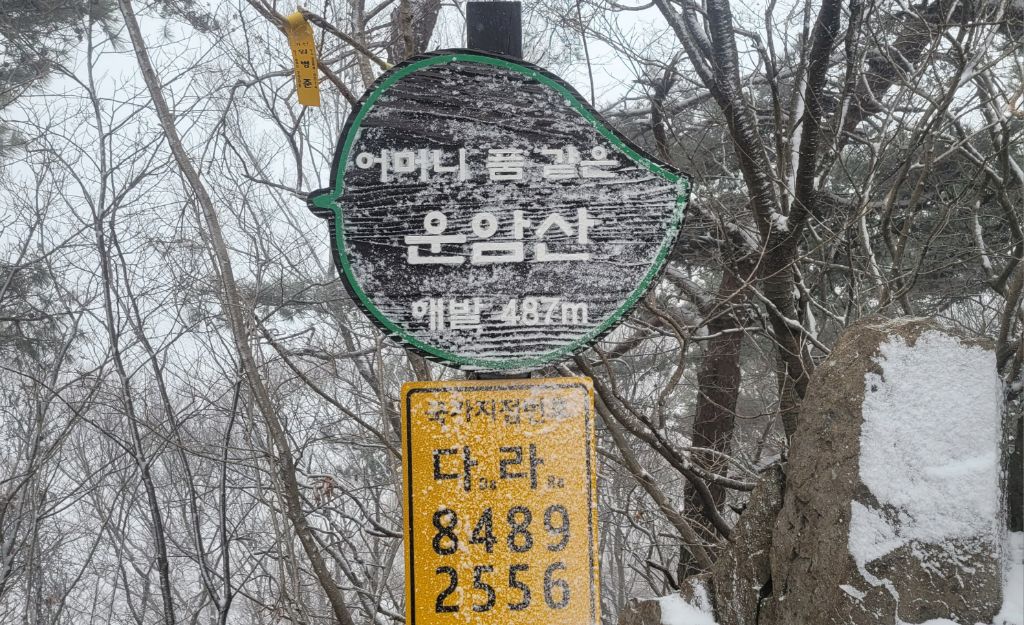 어머니 품 같은
운암산
해발 487m
국가지점번호
다 라
8489
2556